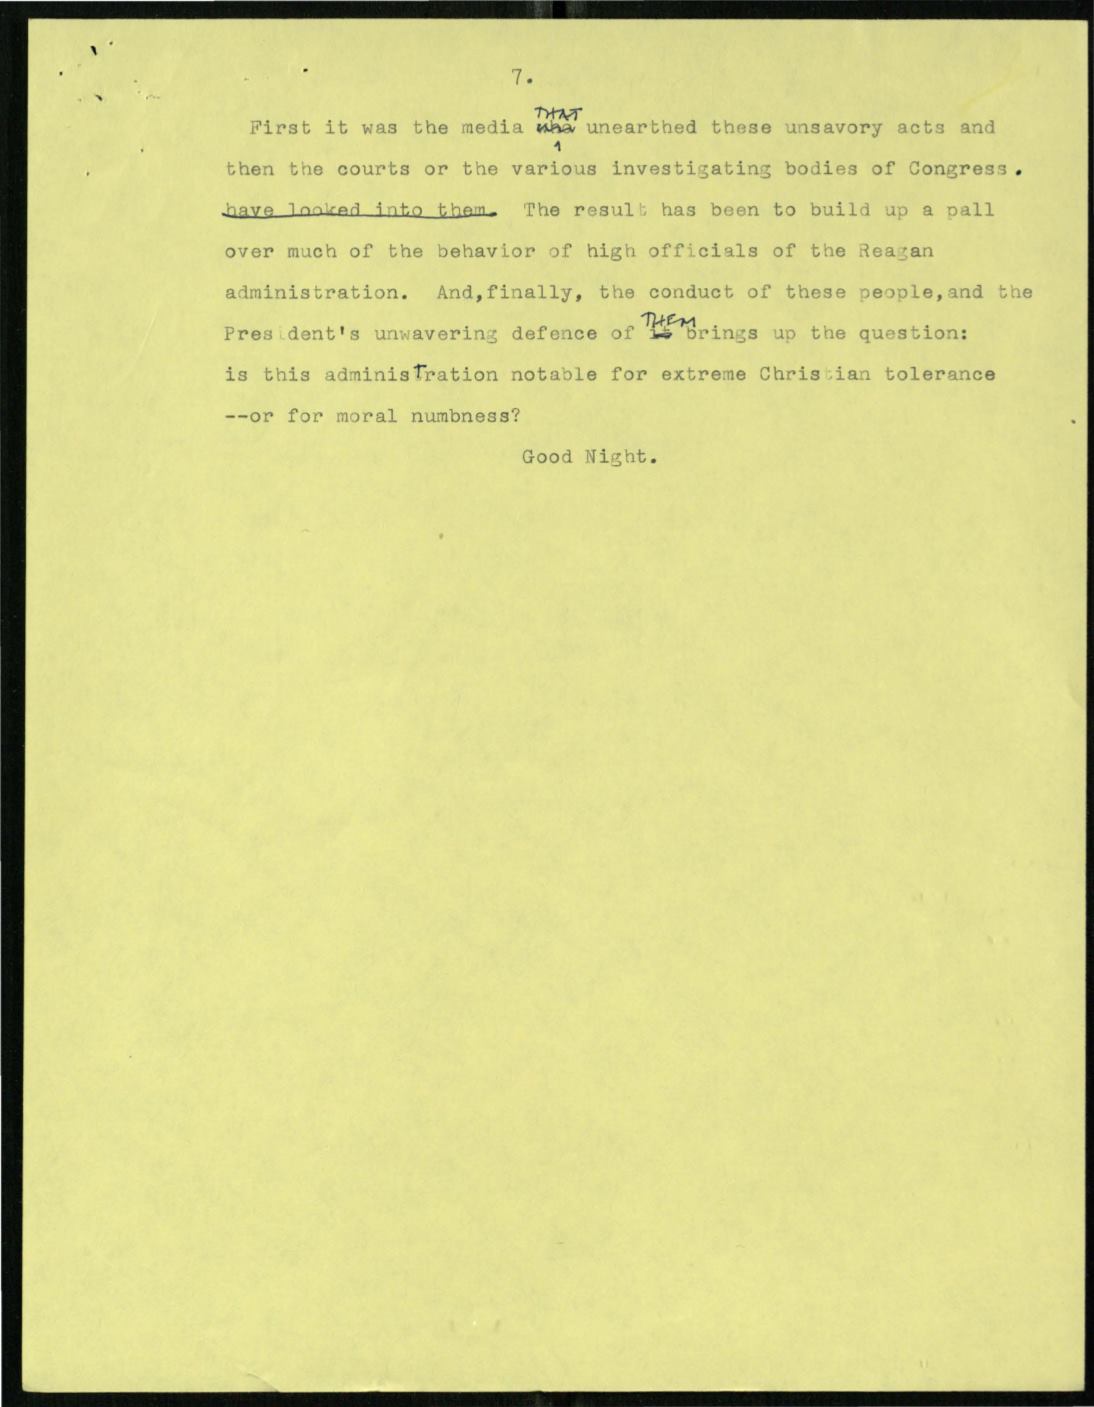 7.
THAT
First it was the media who unearthed these unsavory acts and
then the courts or the various investigating bodies of Congress.
have looked into them. The result has been to build up a pall
over much of the behavior of high officials of the Reagan
administration. And,finally, the conduct of these people,and the
THEM
President's unwavering defence of it brings up the question:
is this adminisTration notable for extreme Christian tolerance
--or for moral numbness?
Good Night.